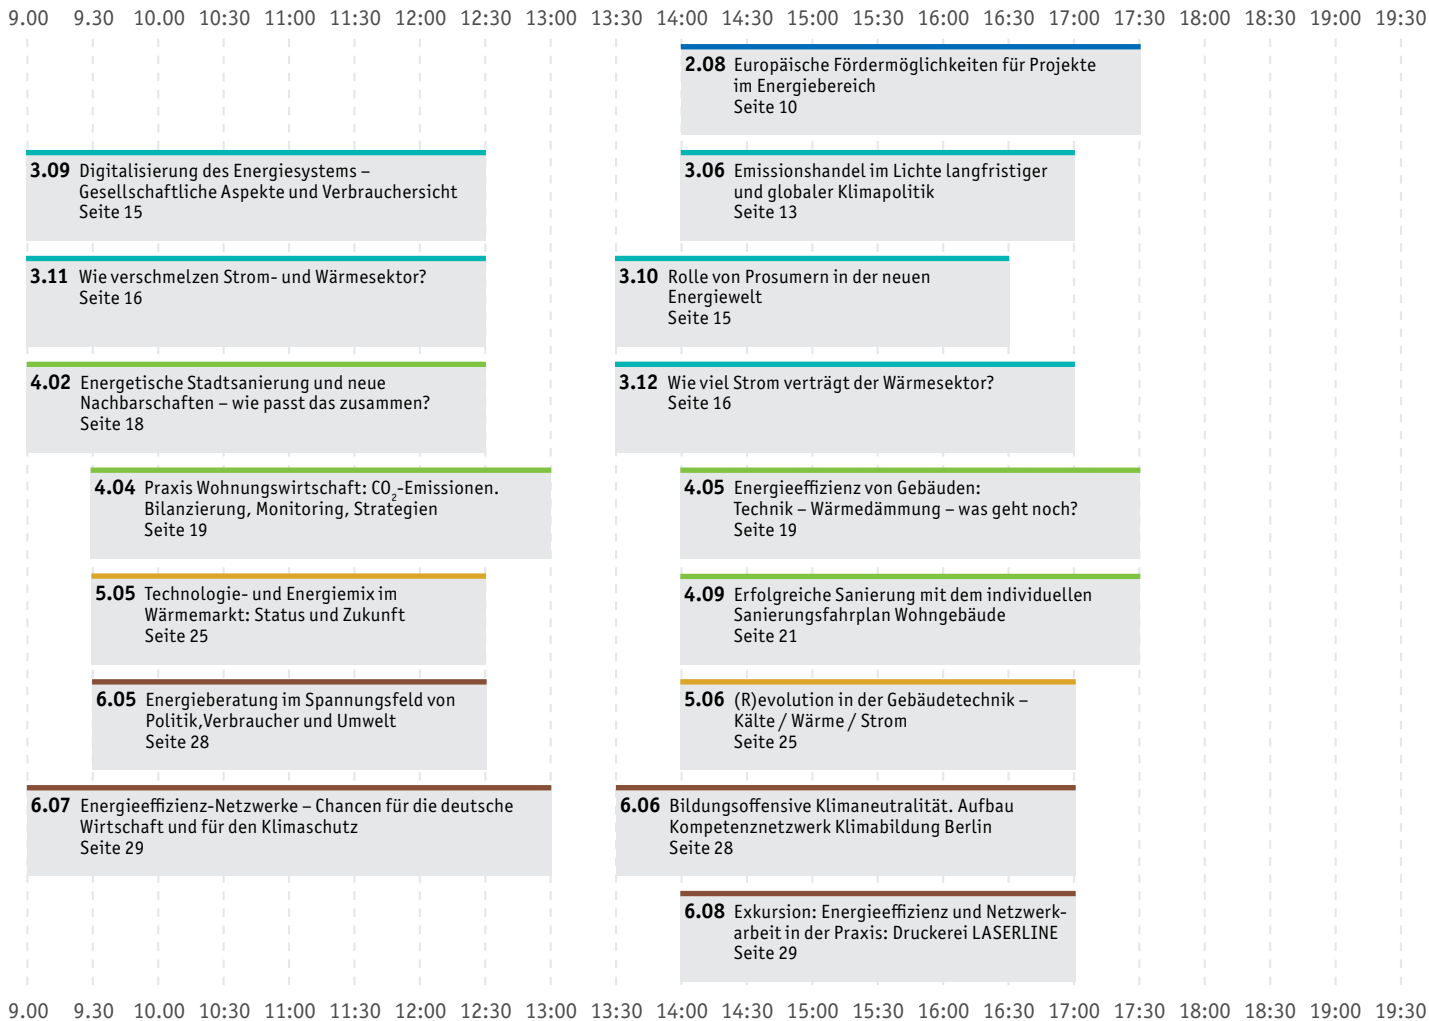 9.00 9.30 10.00 10:30 11:00 11:30 12:00 12:30 13:00 13:30 14:00 14:30 15:00 15:30 16:00 16:30 17:00 17:30 18:00 18:30 19:00 19:30
2.08 Europäische Fördermöglichkeiten für Projekte
im Energiebereich
Seite 10
3.09 Digitalisierung des Energiesystems –
Gesellschaftliche Aspekte und Verbrauchersicht
Seite 15
3.06 Emissionshandel im Lichte langfristiger
und globaler Klimapolitik
Seite 13
3.11 Wie verschmelzen Strom- und Wärmesektor?
Seite 16
3.10 Rolle von Prosumern in der neuen
Energiewelt
Seite 15
4.02 Energetische Stadtsanierung und neue
Nachbarschaften – wie passt das zusammen?
Seite 18
3.12 Wie viel Strom verträgt der Wärmesektor?
Seite 16
4.04 Praxis Wohnungswirtschaft: CO₂-Emissionen.
Bilanzierung, Monitoring, Strategien
Seite 19
4.05 Energieeffizienz von Gebäuden:
Technik – Wärmedämmung – was geht noch?
Seite 19
5.05 Technologie- und Energiemix im
Wärmemarkt: Status und Zukunft
Seite 25
4.09 Erfolgreiche Sanierung mit dem individuellen
Sanierungsfahrplan Wohngebäude
Seite 21
6.05 Energieberatung im Spannungsfeld von
Politik,Verbraucher und Umwelt
Seite 28
5.06 (R)evolution in der Gebäudetechnik –
Kälte / Wärme / Strom
Seite 25
6.07 Energieeffizienz-Netzwerke – Chancen für die deutsche
Wirtschaft und für den Klimaschutz
Seite 29
6.06 Bildungsoffensive Klimaneutralität. Aufbau
Kompetenznetzwerk Klimabildung Berlin
Seite 28
6.08 Exkursion: Energieeffizienz und Netzwerk-
arbeit in der Praxis: Druckerei LASERLINE
Seite 29
9.00 9.30 10.00 10:30 11:00 11:30 12:00 12:30 13:00 13:30 14:00 14:30 15:00 15:30 16:00 16:30 17:00 17:30 18:00 18:30 19:00 19:30